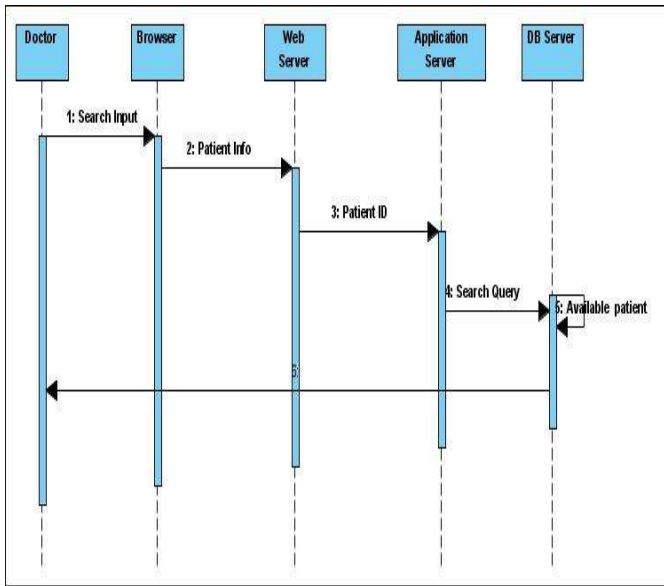 Doctor
Browser
Web
Server
Application
Server
DB Server
1: Search Input
2: Patient Info
3: Patient ID
4: Search Query
5: Available patient
6: